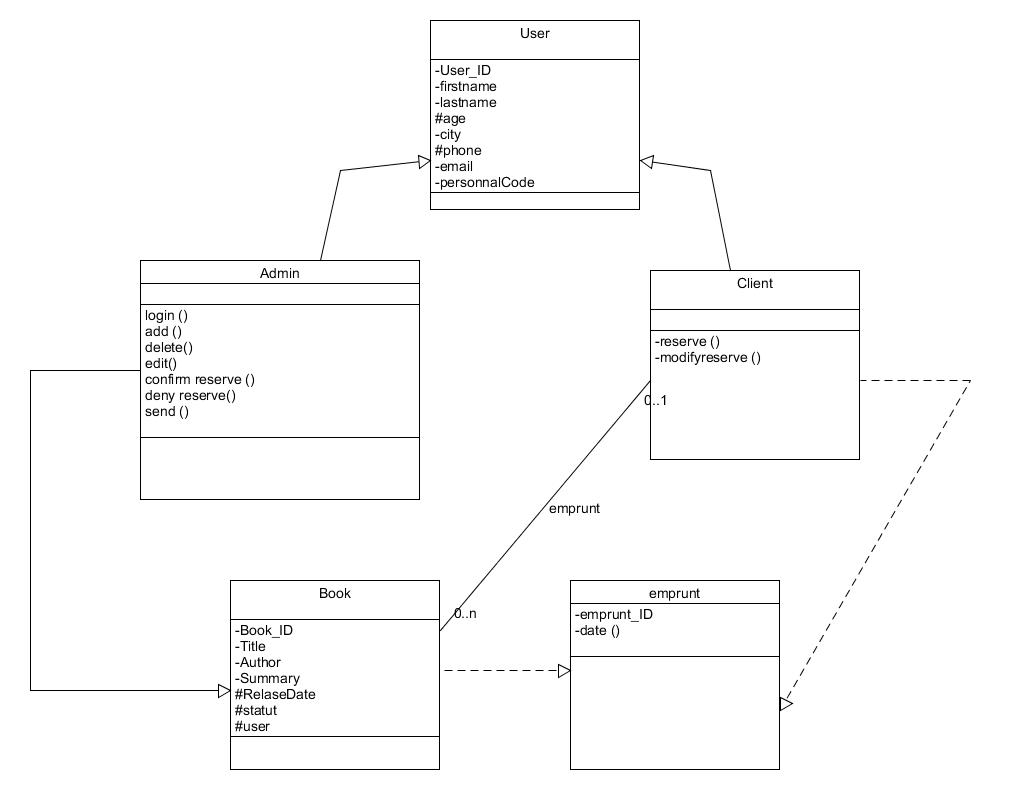 User
-User_ID
-firstname
-lastname
#age
-city
#phone
-email
-personnalCode
Admin
login ()
add ()
delete()
edit()
confirm reserve ()
deny reserve()
send ()
Client
-reserve ()
-modifyreserve ()
0..1
emprunt
0..n
Book
-Book_ID
-Title
-Author
-Summary
#RelaseDate
#statut
#user
emprunt
-emprunt_ID
-date ()